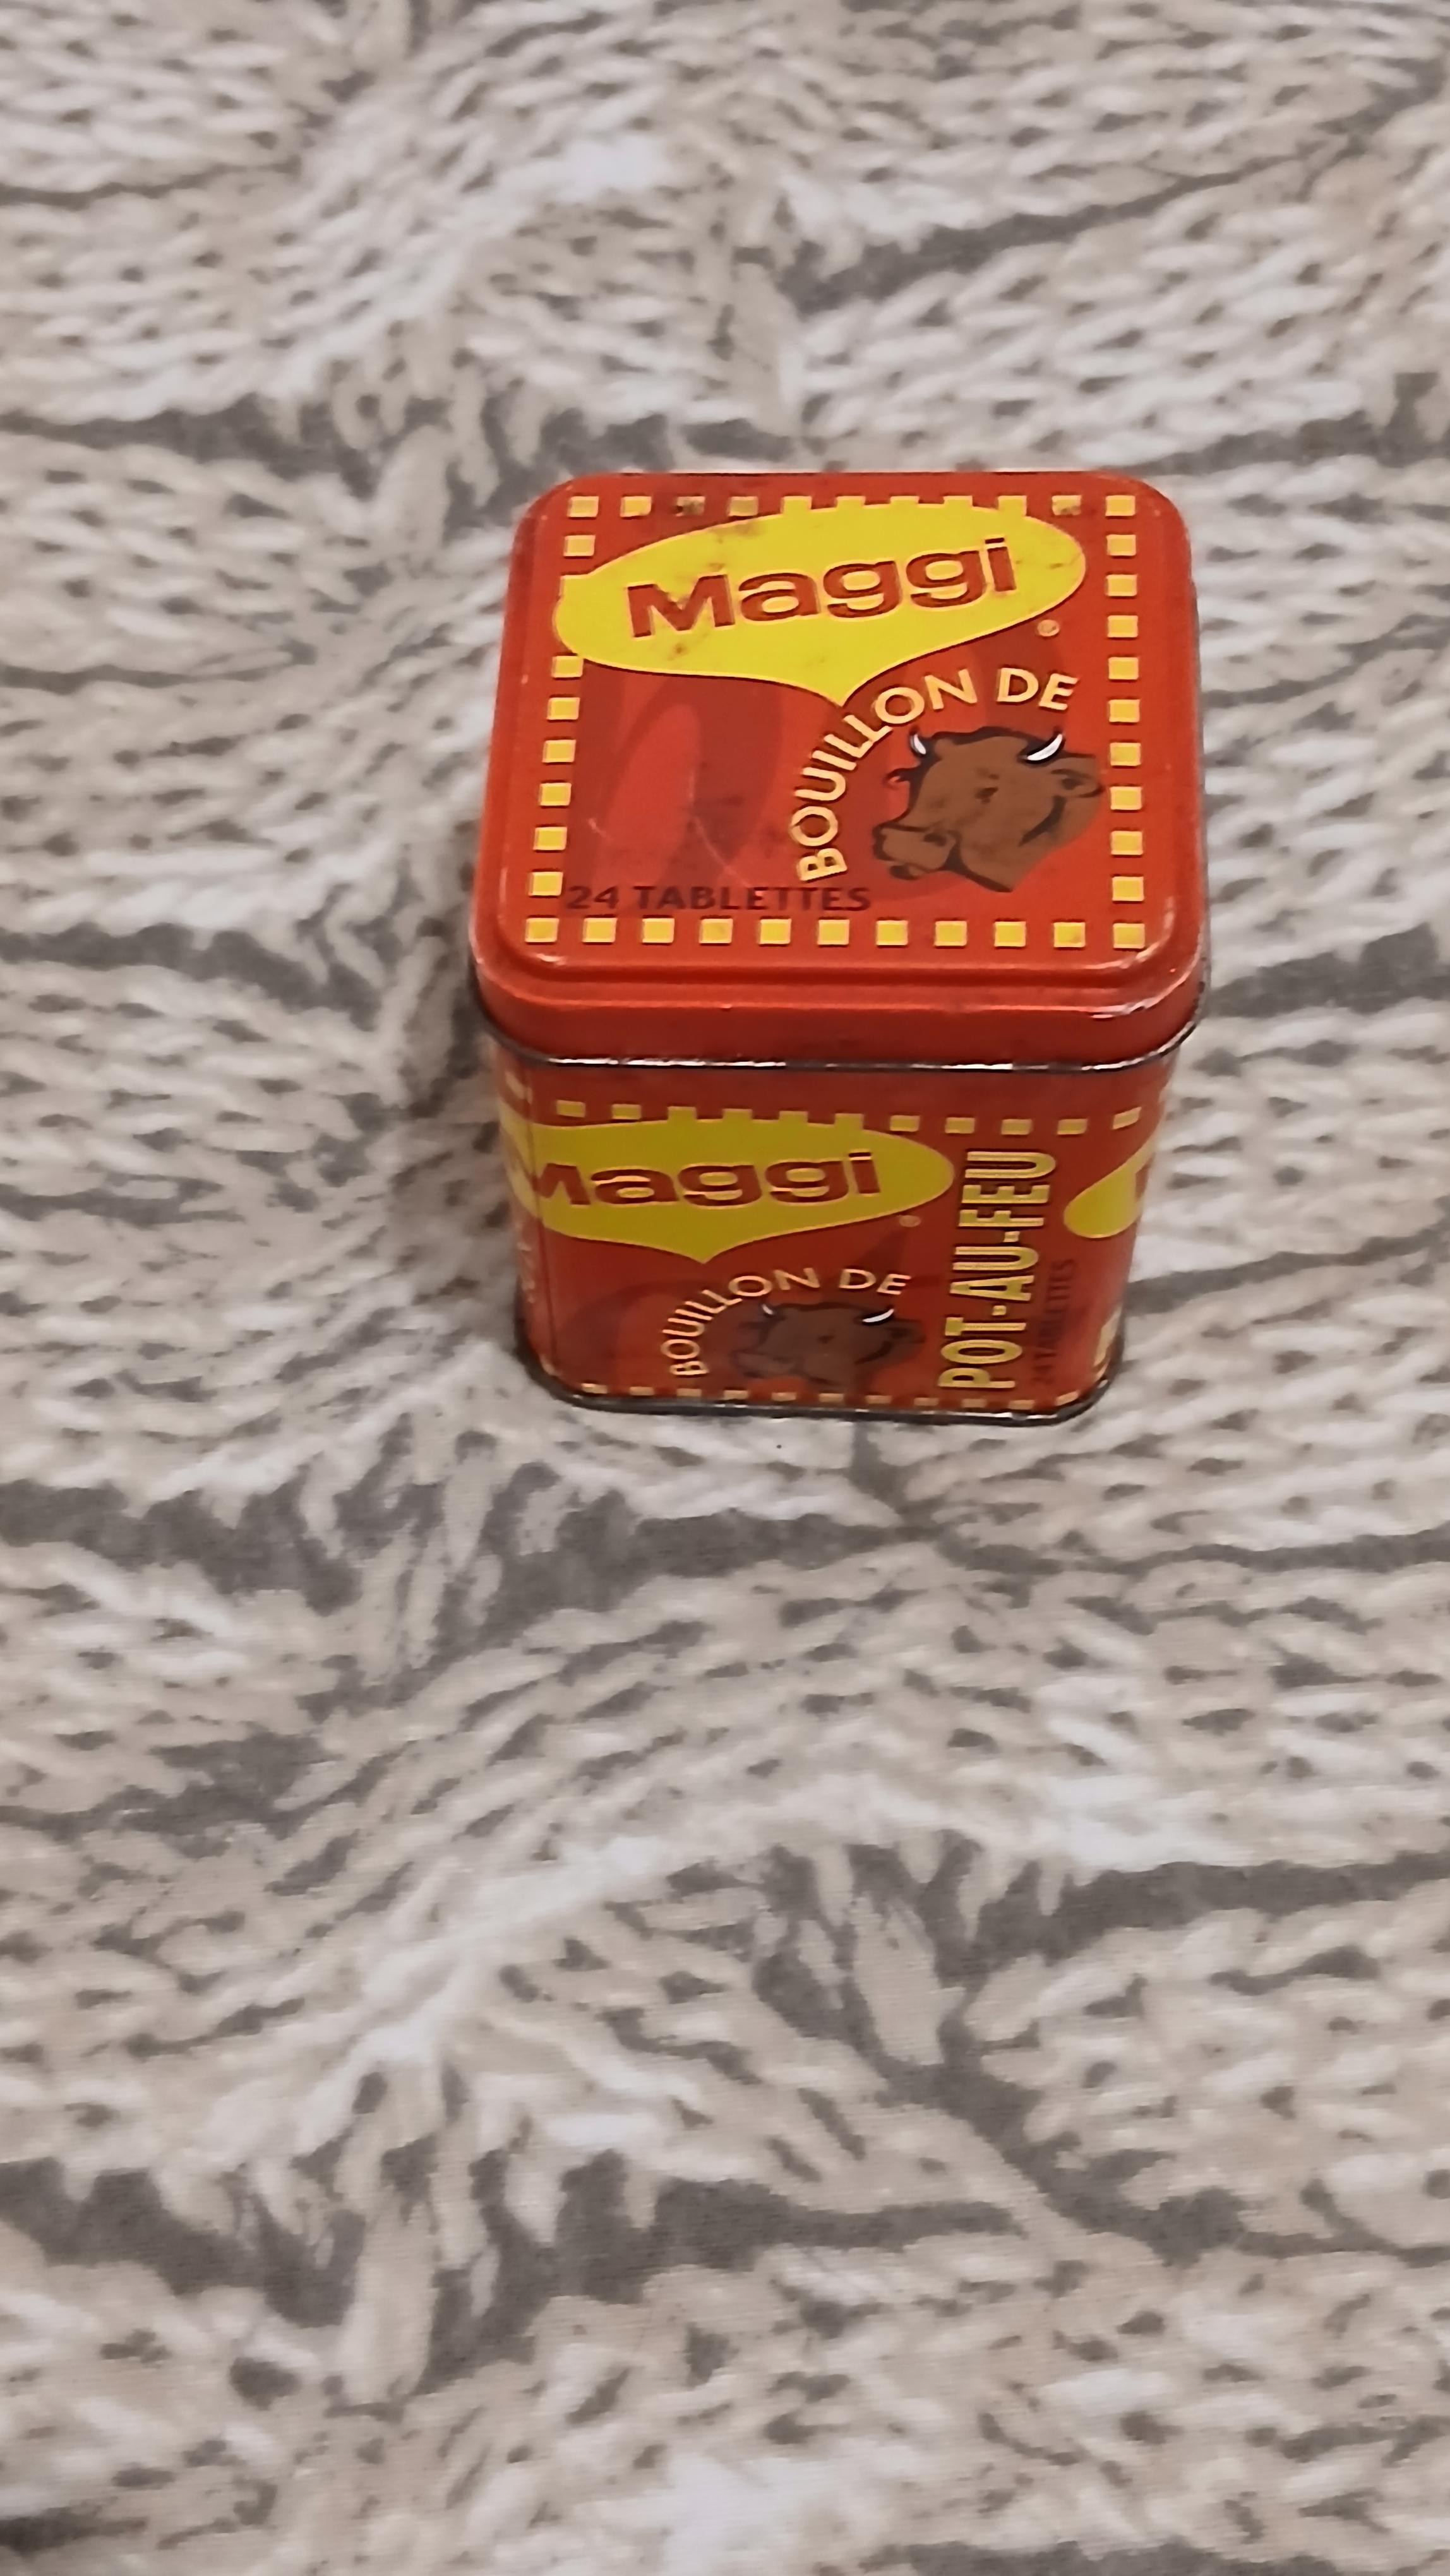 Maggi
®
BOUILLON DE
24 TABLETTES
Maggi
®
BOUILLON DE
POT-AU-FEU
24 TABLETTES